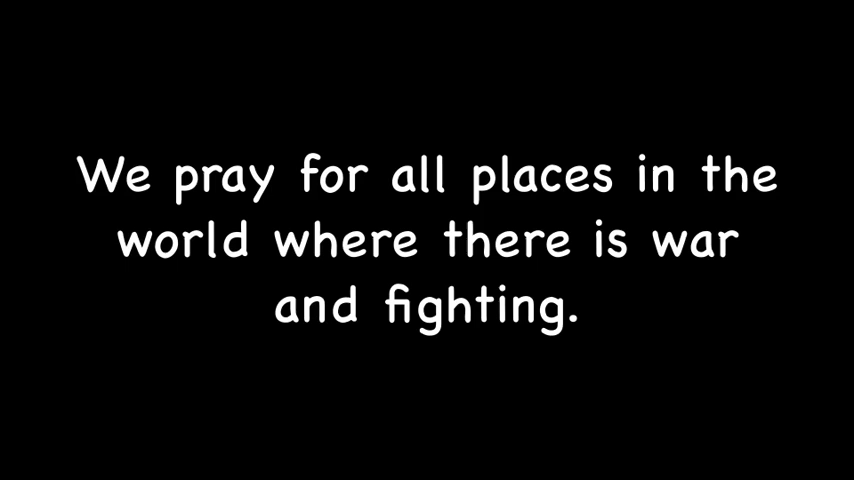 We pray for all places in the
world where there is war
and fighting.